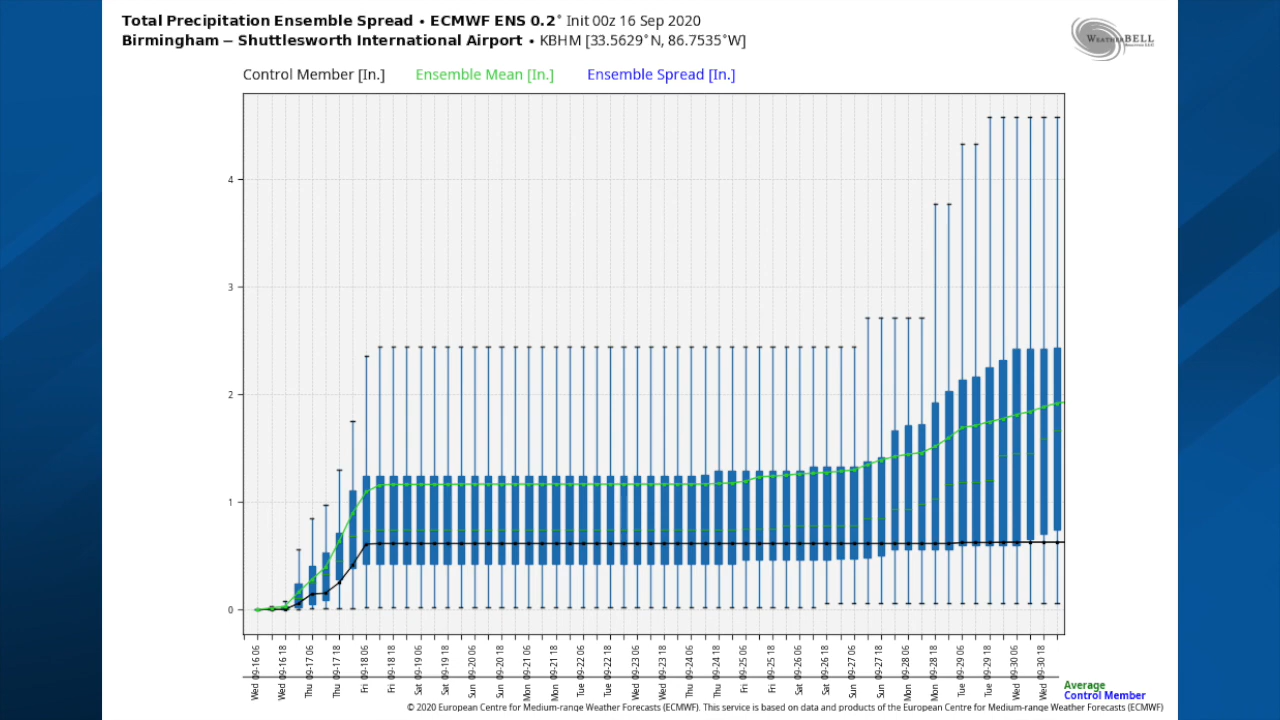 Total Precipitation Ensemble Spread • ECMWF ENS 0.2° Init 00z 16 Sep 2020
Birmingham – Shuttlesworth International Airport • KBHM [33.5629°N, 86.7535°W]
WEATHERBELL
Control Member [In.] Ensemble Mean [In.] Ensemble Spread [In.]
4
3
2
1
0
Wed 09-16 06
Wed 09-16 18
Thu 09-17 06
Thu 09-17 18
Fri 09-18 06
Fri 09-18 18
Sat 09-19 06
Sat 09-19 18
Sun 09-20 06
Sun 09-20 18
Mon 09-21 06
Mon 09-21 18
Tue 09-22 06
Tue 09-22 18
Wed 09-23 06
Wed 09-23 18
Thu 09-24 06
Thu 09-24 18
Fri 09-25 06
Fri 09-25 18
Sat 09-26 06
Sat 09-26 18
Sun 09-27 06
Sun 09-27 18
Mon 09-28 06
Mon 09-28 18
Tue 09-29 06
Tue 09-29 18
Wed 09-30 06
Wed 09-30 18
Average
Control Member
© 2020 European Centre for Medium-range Weather Forecasts (ECMWF). This service is based on data and products of the European Centre for Medium-range Weather Forecasts (ECMWF)